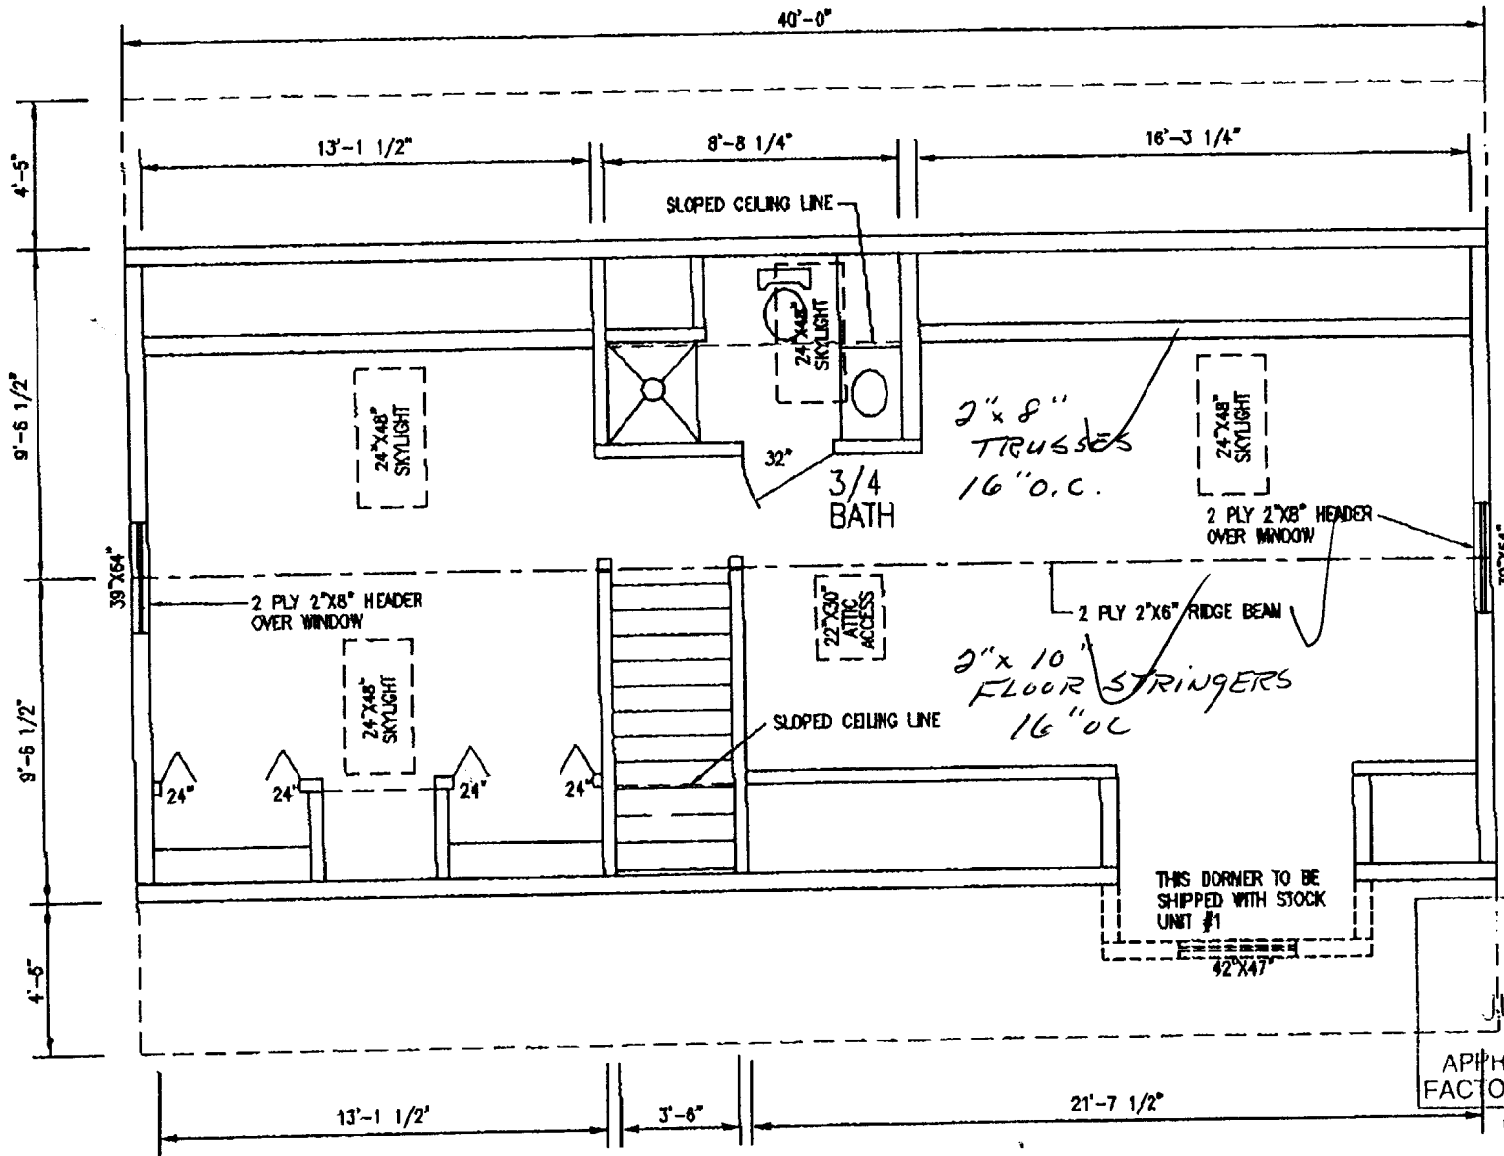 40'-0"
13'-1 1/2"
8'-8 1/4"
16'-3 1/4"
4'-5"
SLOPED CEILING LINE
9'-6 1/2"
24"X48"
SKYLIGHT
24"X48"
SKYLIGHT
24"X48"
SKYLIGHT
2" x 8"
TRUSSES
16" O.C.
32"
3/4
BATH
2 PLY 2"X8" HEADER
OVER WINDOW
39"X64"
39"X64"
2 PLY 2"X8" HEADER
OVER WINDOW
22"X30"
ATTIC
ACCESS
2 PLY 2"X6" RIDGE BEAM
2" x 10"
FLOOR STRINGERS
16" OC
9'-6 1/2"
24"X48"
SKYLIGHT
SLOPED CEILING LINE
24"
24"
24"
24"
THIS DORMER TO BE
SHIPPED WITH STOCK
UNIT #1
42"X47"
4'-6"
FACTO
13'-1 1/2"
3'-6"
21'-7 1/2"